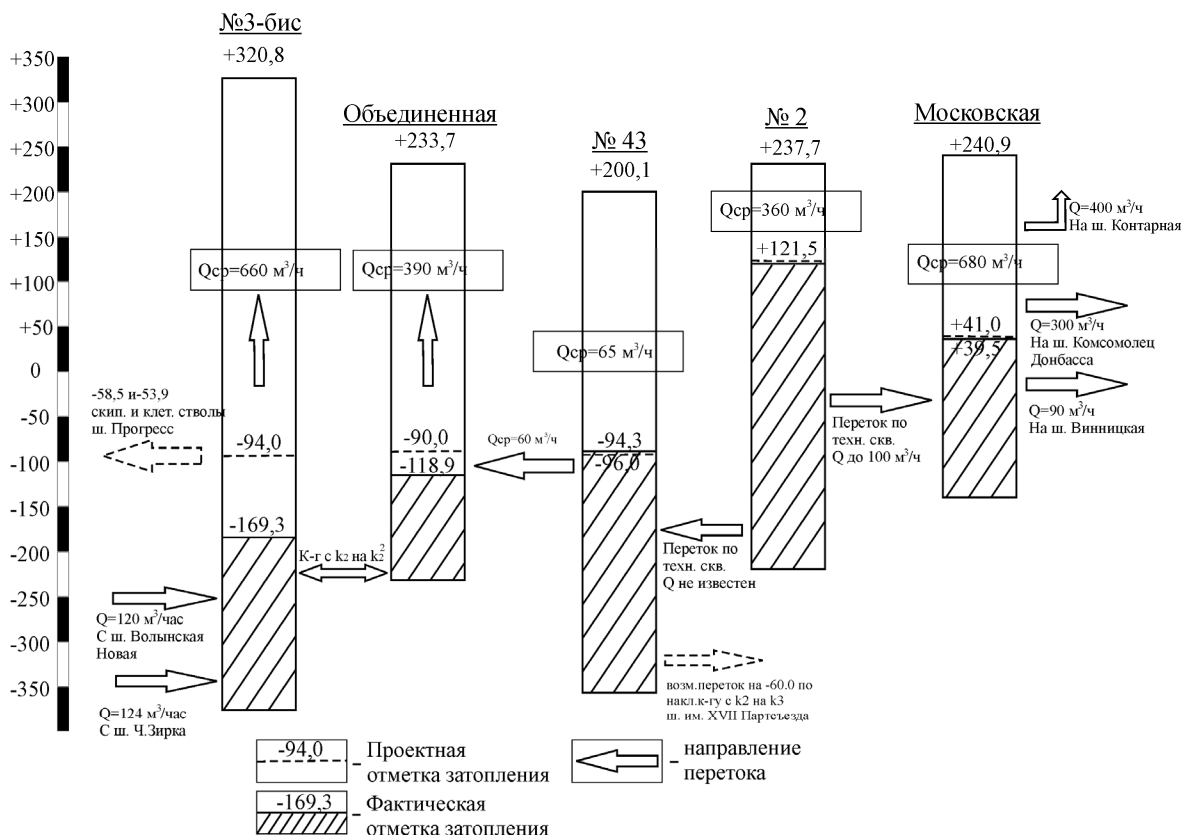 №3-бис
+320,8
Объединенная
+233,7
№ 43
+200,1
№ 2
+237,7
Московская
+240,9
+350
+300
+250
+200
+150
+100
+50
0
-50
-100
-150
-200
-250
-300
-350
Qср=660 м³/ч
Qср=390 м³/ч
Qср=65 м³/ч
Qср=360 м³/ч
+121,5
Qср=680 м³/ч
+41,0
+39,5
Q=400 м³/ч
На ш. Контарная
Q=300 м³/ч
На ш. Комсомолец
Донбасса
Q=90 м³/ч
На ш. Винницкая
-58,5 и-53,9
скип. и клет. стволы
ш. Прогресс
-94,0
-169,3
-90,0
-118,9
Qср=60 м³/ч
-94,3
-96,0
Переток по
техн. скв.
Q до 100 м³/ч
К-г с k₂ на k₂²
Переток по
техн. скв.
Q не известен
Q=120 м³/час
С ш. Волынская
Новая
Q=124 м³/час
С ш. Ч.Зирка
возм.переток на -60.0 по
накл.к-гу с k2 на k3
ш. им. XVII Партсъезда
-94,0
- Проектная
отметка затопления
- направление
перетока
-169,3
- Фактическая
отметка затопления